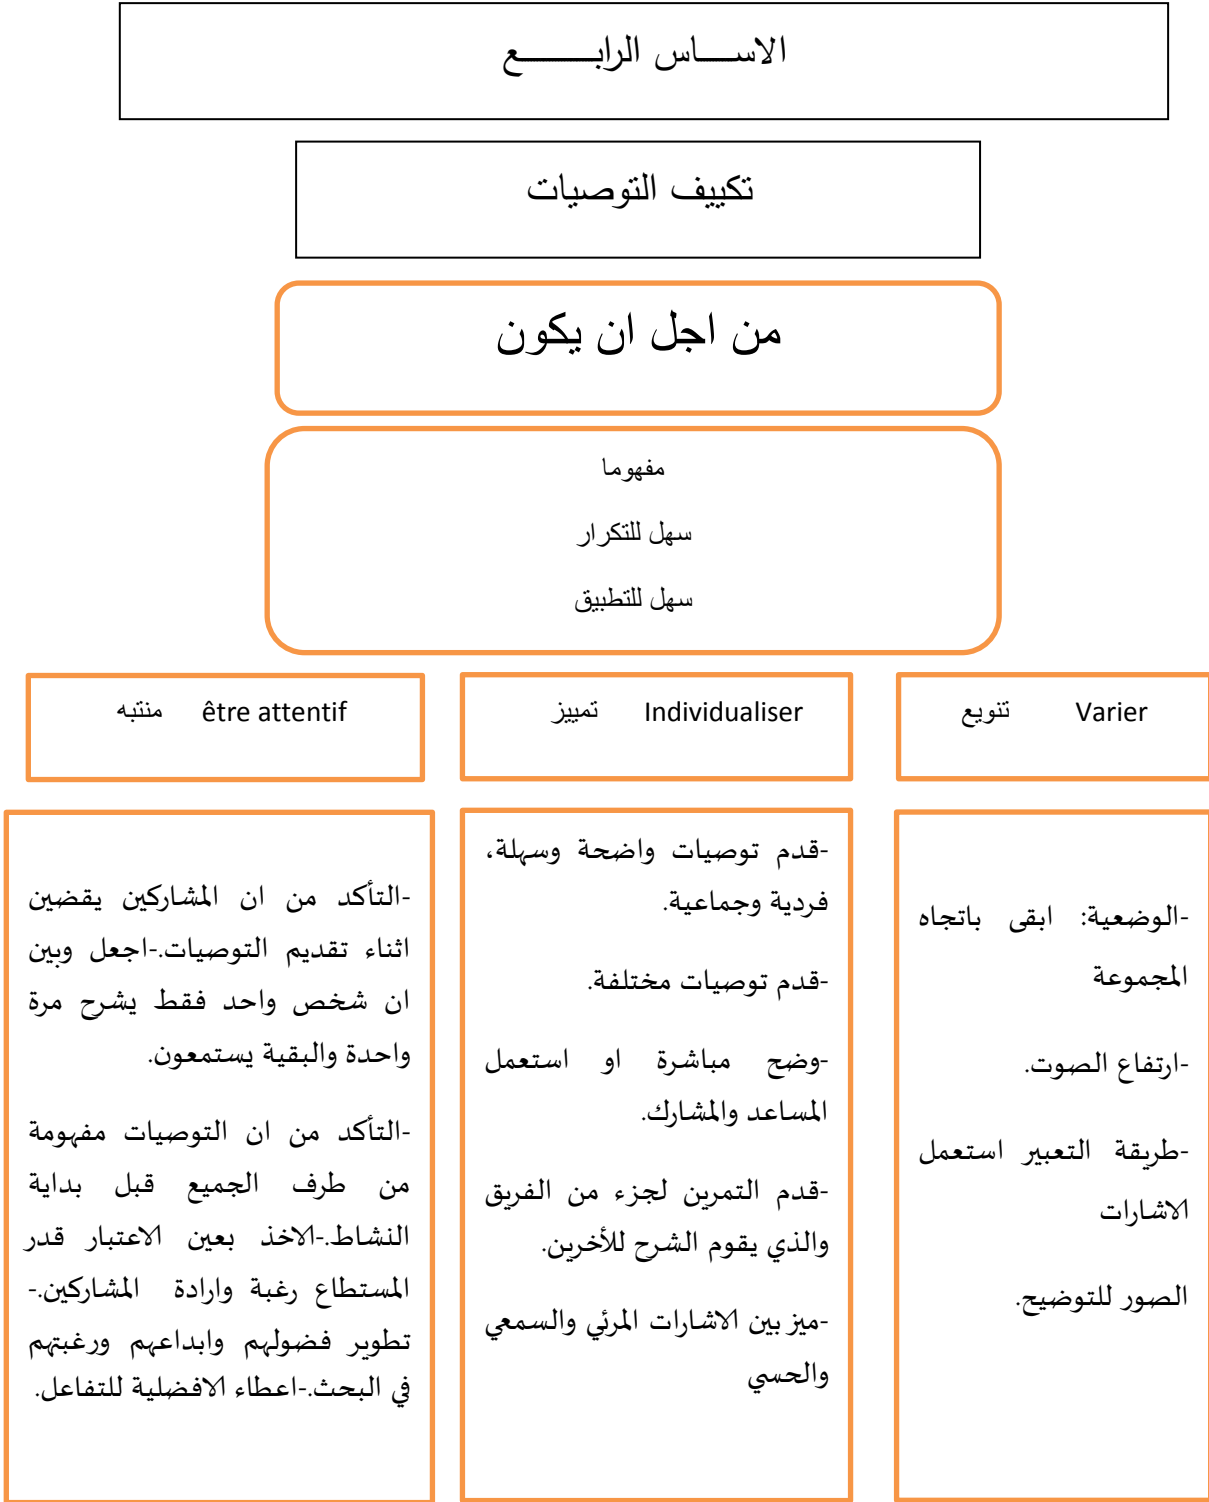 الاســـاس الرابـــــــع
تكييف التوصيات
من اجل ان يكون
مفهوما
سهل للتكرار
سهل للتطبيق
Varier تنويع
Individualiser تمييز
être attentif منتبه
-الوضعية: ابقى باتجاه
المجموعة
-ارتفاع الصوت.
-طريقة التعبير استعمل
الاشارات
الصور للتوضيح.
-قدم توصيات واضحة وسهلة،
فردية وجماعية.
-قدم توصيات مختلفة.
-وضح مباشرة او استعمل
المساعد والمشارك.
-قدم التمرين لجزء من الفريق
والذي يقوم الشرح للأخرين.
-ميز بين الاشارات المرئي والسمعي
والحسي
-التأكد من ان المشاركين يقضين
اثناء تقديم التوصيات.-اجعل وبين
ان شخص واحد فقط يشرح مرة
واحدة والبقية يستمعون.
-التأكد من ان التوصيات مفهومة
من طرف الجميع قبل بداية
النشاط.-الاخذ بعين الاعتبار قدر
المستطاع رغبة وارادة المشاركين.-
تطوير فضولهم وابداعهم ورغبتهم
في البحث.-اعطاء الافضلية للتفاعل.